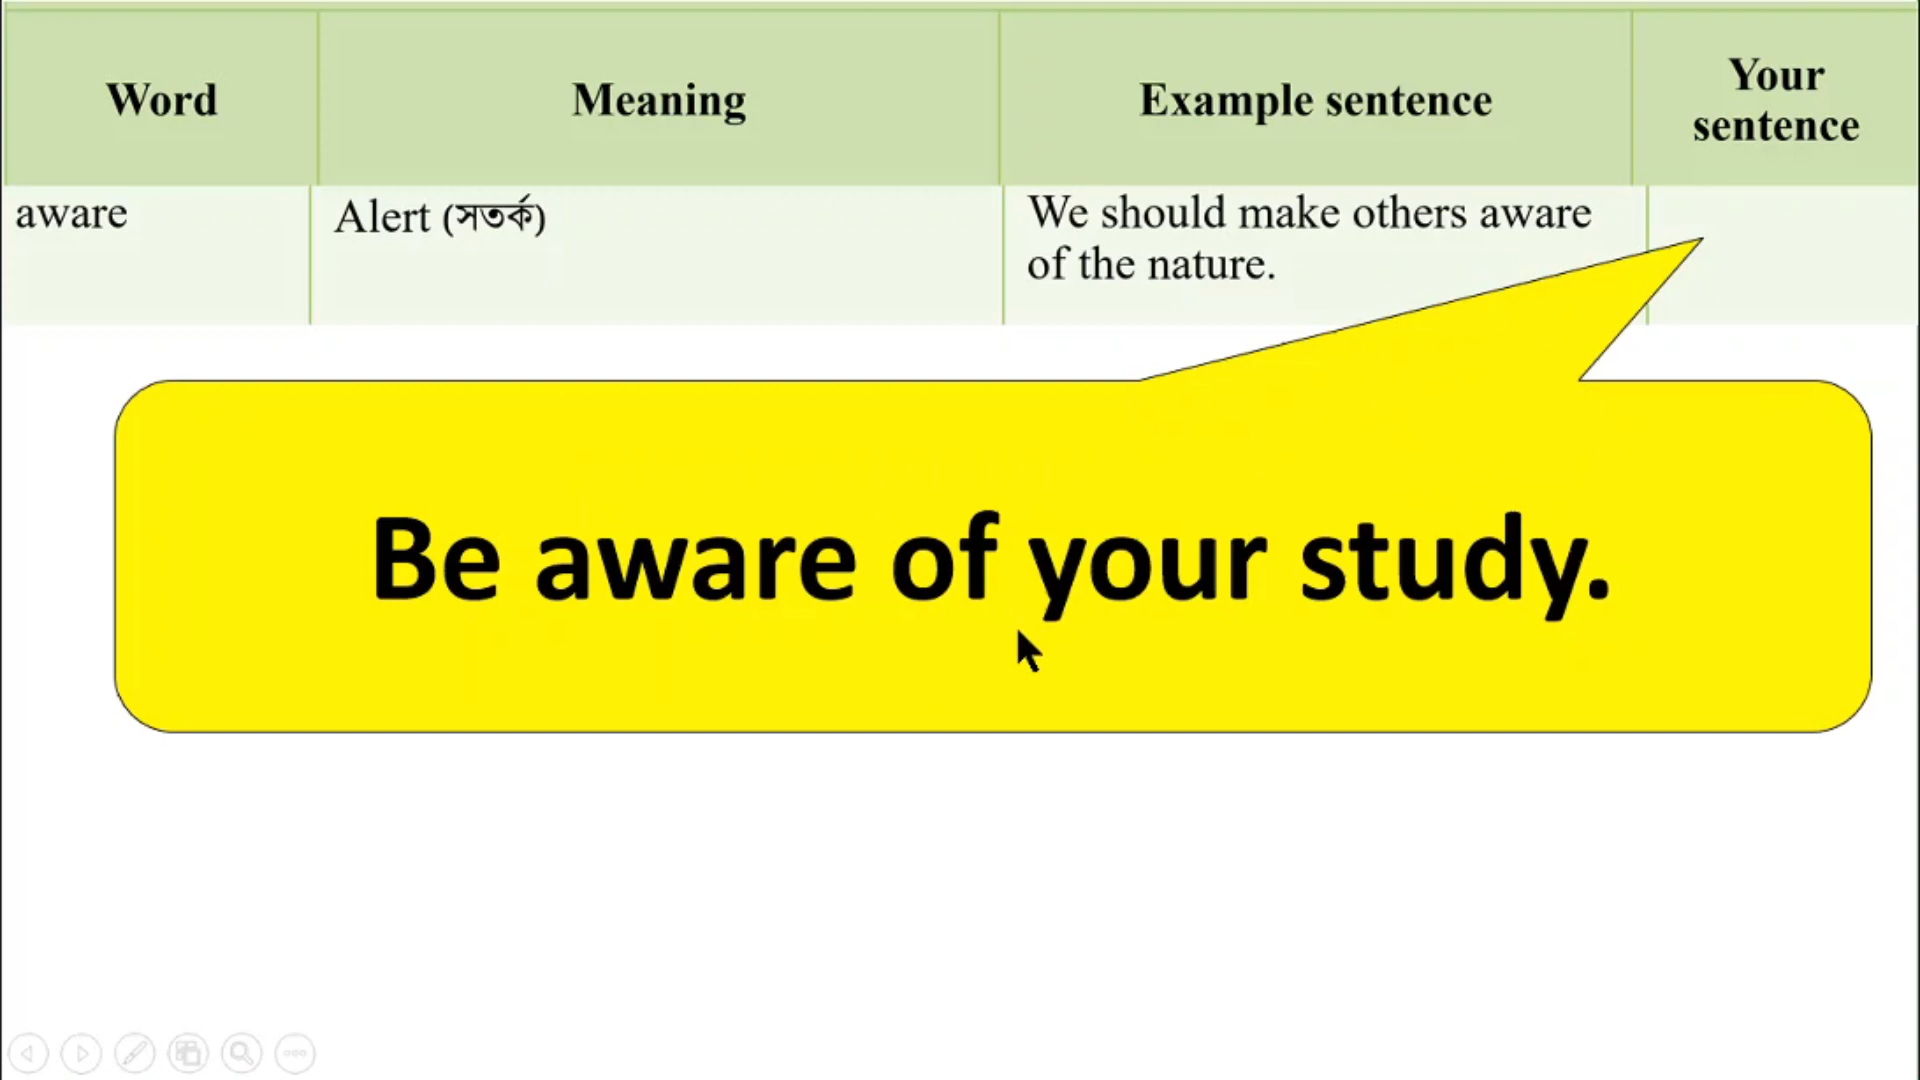 Word
Meaning
Example sentence
Your
sentence
aware
Alert (সতর্ক)
We should make others aware
of the nature.
Be aware of your study.